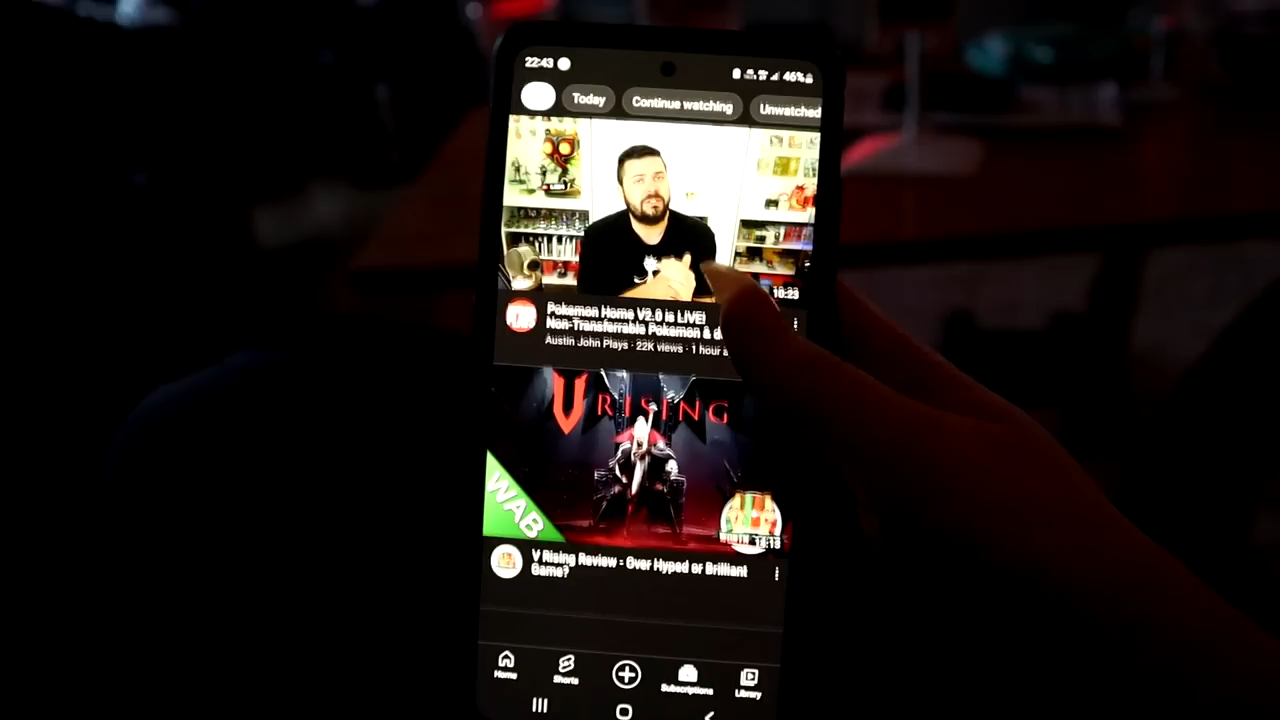 22:43
46%
Today
Continue watching
Unwatched
10:23
Pokemon Home V2.0 is LIVE!
Non-Transferrable Pokemon & d
Austin John Plays · 22K views · 1 hour a
V RISING
WAB
V Rising Review - Over Hyped or Brilliant
Game?
Home
Shorts
Subscriptions
Library